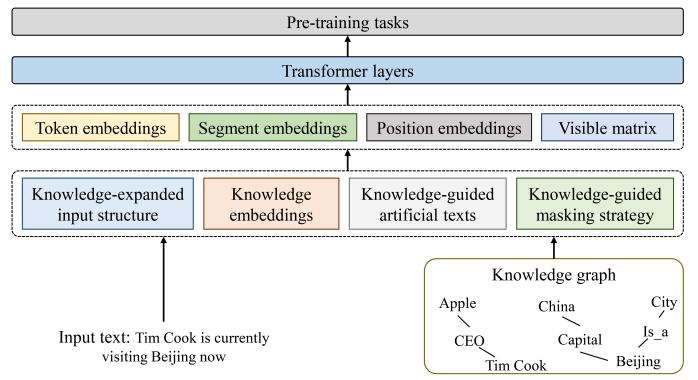 Pre-training tasks
Transformer layers
Token embeddings
Segment embeddings
Position embeddings
Visible matrix
Knowledge-expanded
input structure
Knowledge
embeddings
Knowledge-guided
artificial texts
Knowledge-guided
masking strategy
Input text: Tim Cook is currently
visiting Beijing now
Knowledge graph
Apple
China
City
CEO
Capital
Is_a
Tim Cook
Beijing